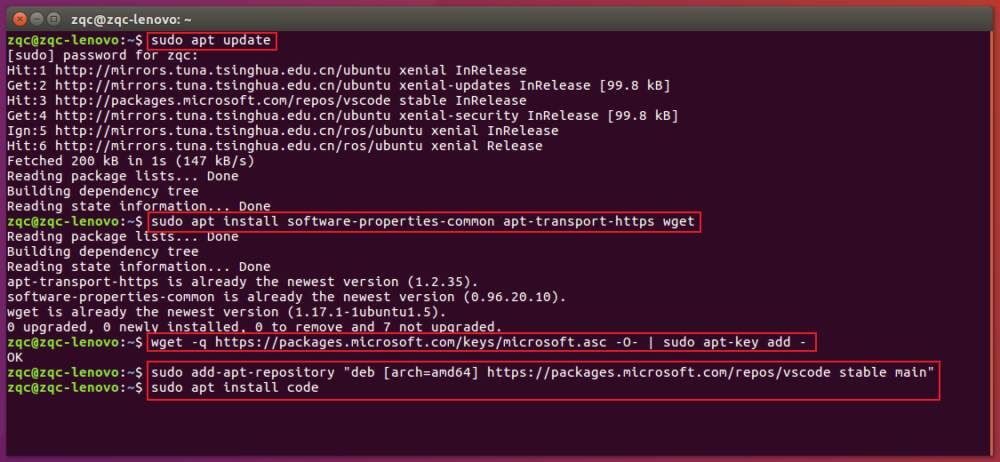 zqc@zqc-lenovo: ~
zqc@zqc-lenovo:~$ sudo apt update
[sudo] password for zqc:
Hit:1 http://mirrors.tuna.tsinghua.edu.cn/ubuntu xenial InRelease
Get:2 http://mirrors.tuna.tsinghua.edu.cn/ubuntu xenial-updates InRelease [99.8 kB]
Hit:3 http://packages.microsoft.com/repos/vscode stable InRelease
Get:4 http://mirrors.tuna.tsinghua.edu.cn/ubuntu xenial-security InRelease [99.8 kB]
Ign:5 http://mirrors.tuna.tsinghua.edu.cn/ros/ubuntu xenial InRelease
Hit:6 http://mirrors.tuna.tsinghua.edu.cn/ros/ubuntu xenial Release
Fetched 200 kB in 1s (147 kB/s)
Reading package lists... Done
Building dependency tree
Reading state information... Done
zqc@zqc-lenovo:~$ sudo apt install software-properties-common apt-transport-https wget
Reading package lists... Done
Building dependency tree
Reading state information... Done
apt-transport-https is already the newest version (1.2.35).
software-properties-common is already the newest version (0.96.20.10).
wget is already the newest version (1.17.1-1ubuntu1.5).
0 upgraded, 0 newly installed, 0 to remove and 7 not upgraded.
zqc@zqc-lenovo:~$ wget -q https://packages.microsoft.com/keys/microsoft.asc -O- | sudo apt-key add -
OK
zqc@zqc-lenovo:~$ sudo add-apt-repository "deb [arch=amd64] https://packages.microsoft.com/repos/vscode stable main"
zqc@zqc-lenovo:~$ sudo apt install code